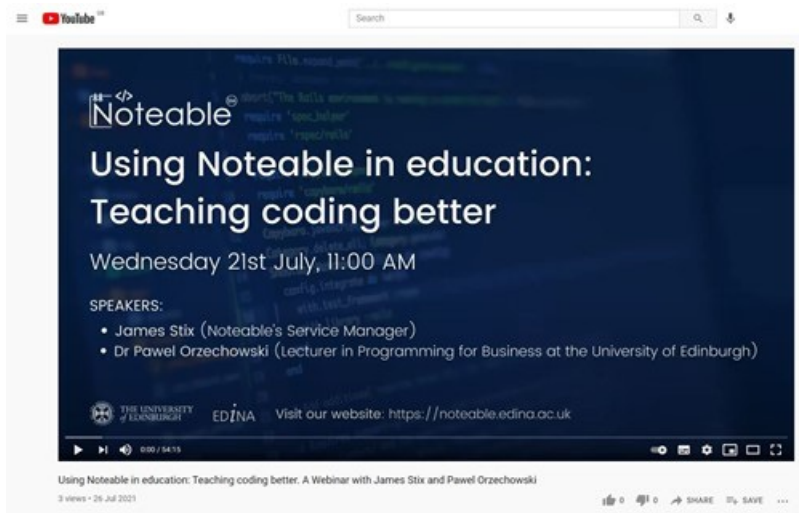 YouTube GB
Search
</>
Noteable
Using Noteable in education:
Teaching coding better
Wednesday 21st July, 11:00 AM
SPEAKERS:
• James Stix (Noteable's Service Manager)
• Dr Pawel Orzechowski (Lecturer in Programming for Business at the University of Edinburgh)
THE UNIVERSITY of EDINBURGH EDINA Visit our website: https://noteable.edina.ac.uk
0:00 / 54:15
Using Noteable in education: Teaching coding better. A Webinar with James Stix and Pawel Orzechowski
3 views • 26 Jul 2021
0 0 SHARE SAVE